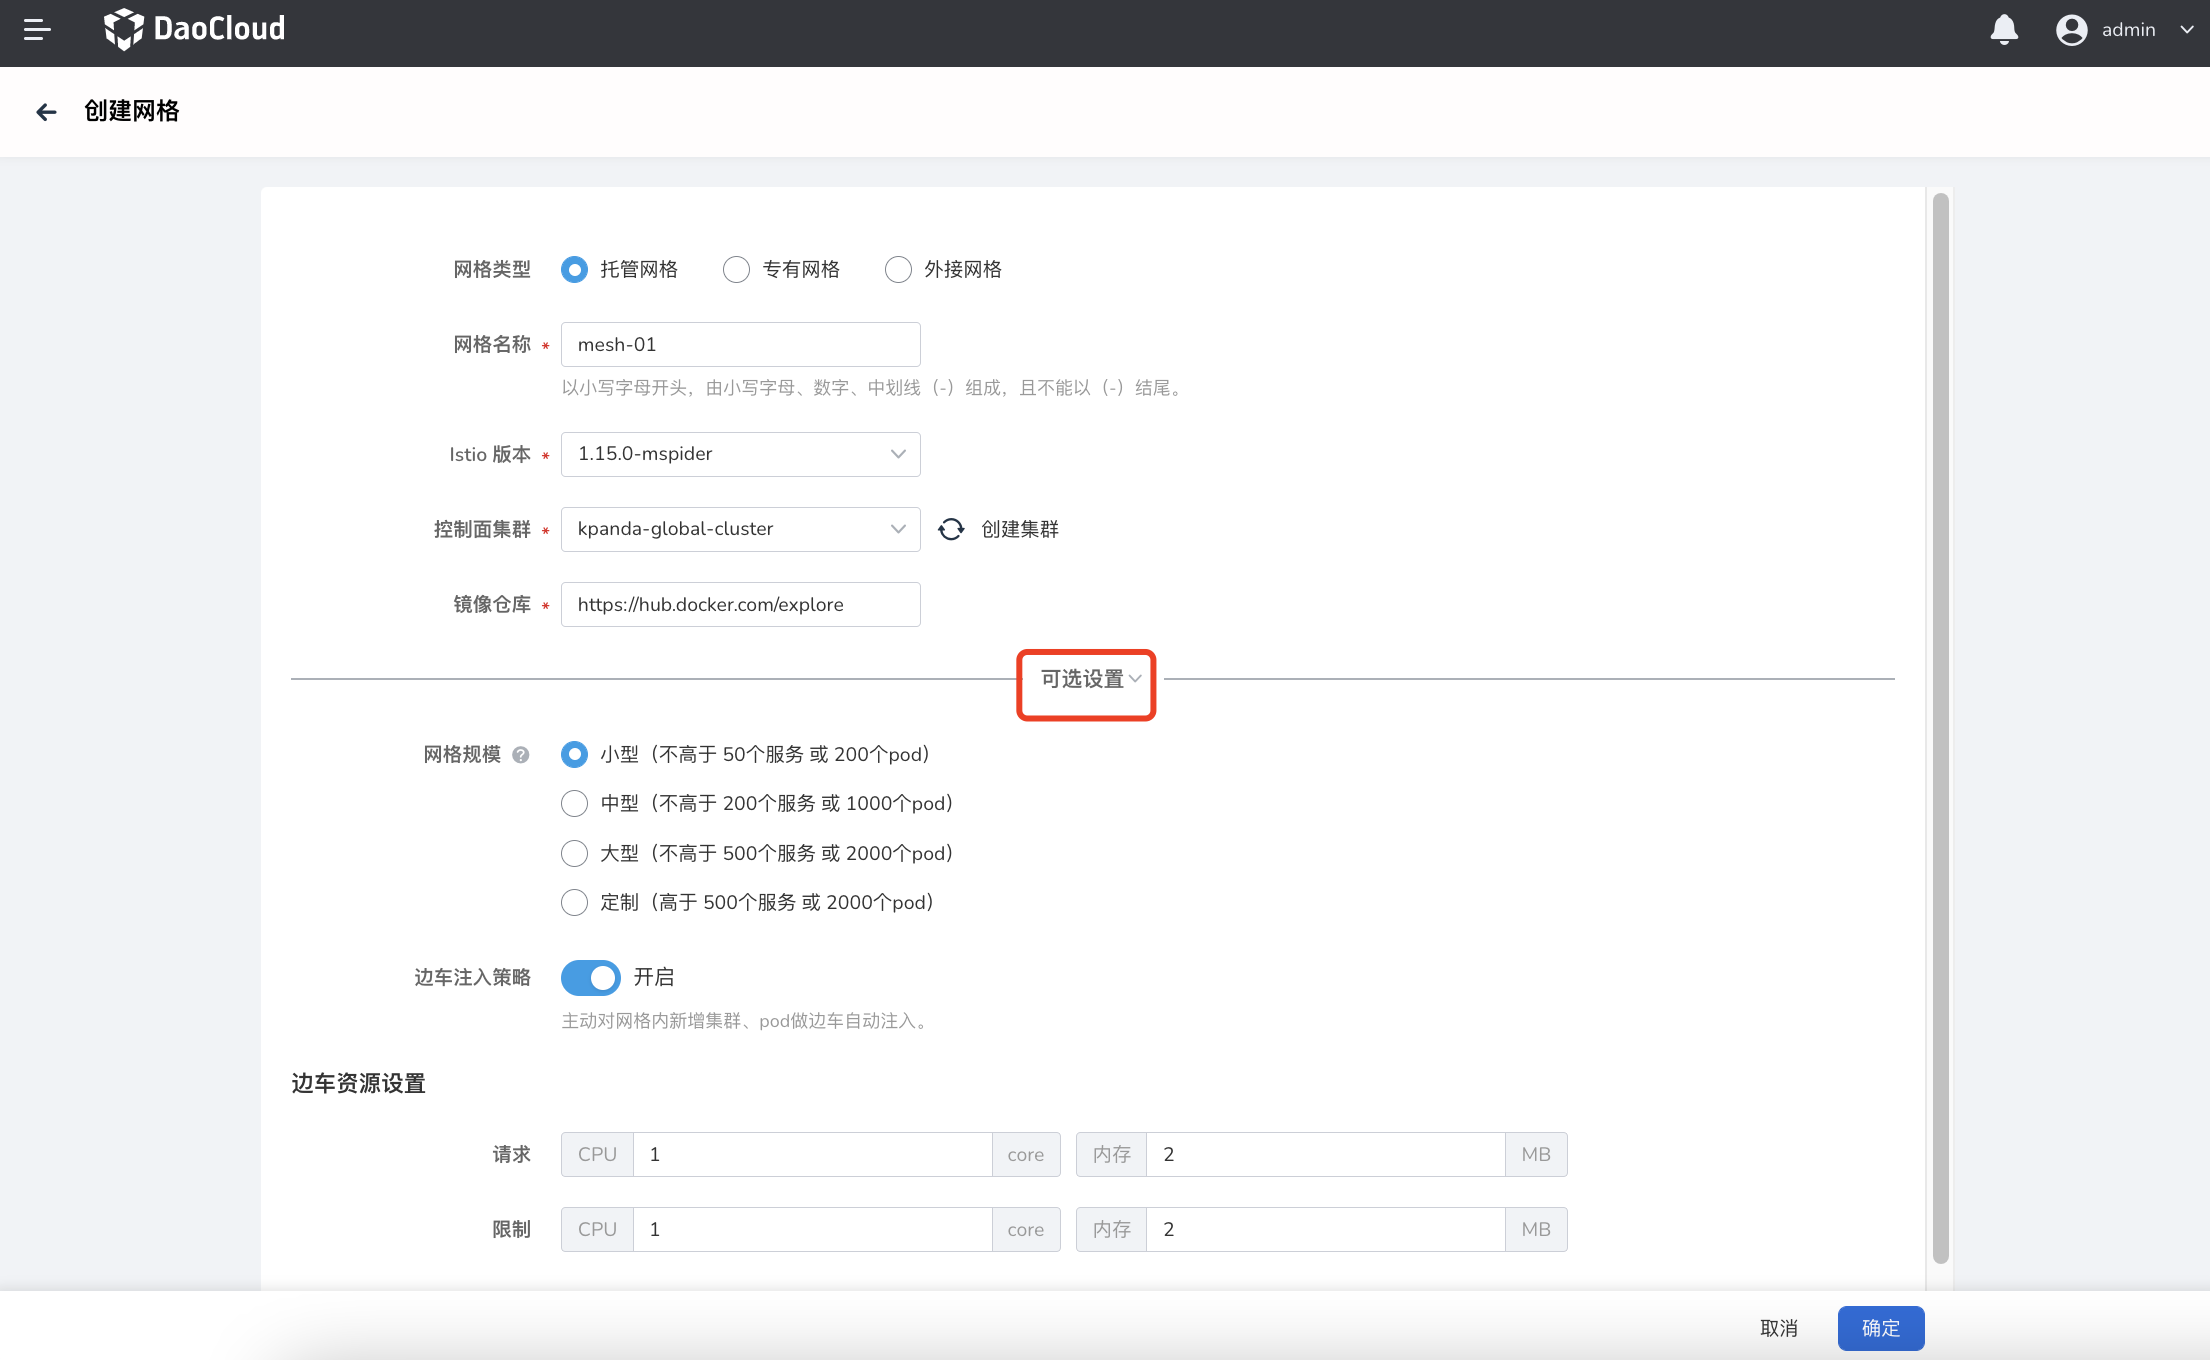 DaoCloud
admin
创建网格
网格类型 托管网格 专有网格 外接网格
网格名称 * mesh-01
以小写字母开头，由小写字母、数字、中划线（-）组成，且不能以（-）结尾。
Istio 版本 * 1.15.0-mspider
控制面集群 * kpanda-global-cluster 创建集群
镜像仓库 * https://hub.docker.com/explore
可选设置
网格规模 ? 小型（不高于 50个服务 或 200个pod）
中型（不高于 200个服务 或 1000个pod）
大型（不高于 500个服务 或 2000个pod）
定制（高于 500个服务 或 2000个pod）
边车注入策略 开启
主动对网格内新增集群、pod做边车自动注入。
边车资源设置
请求 CPU 1 core 内存 2 MB
限制 CPU 1 core 内存 2 MB
取消 确定